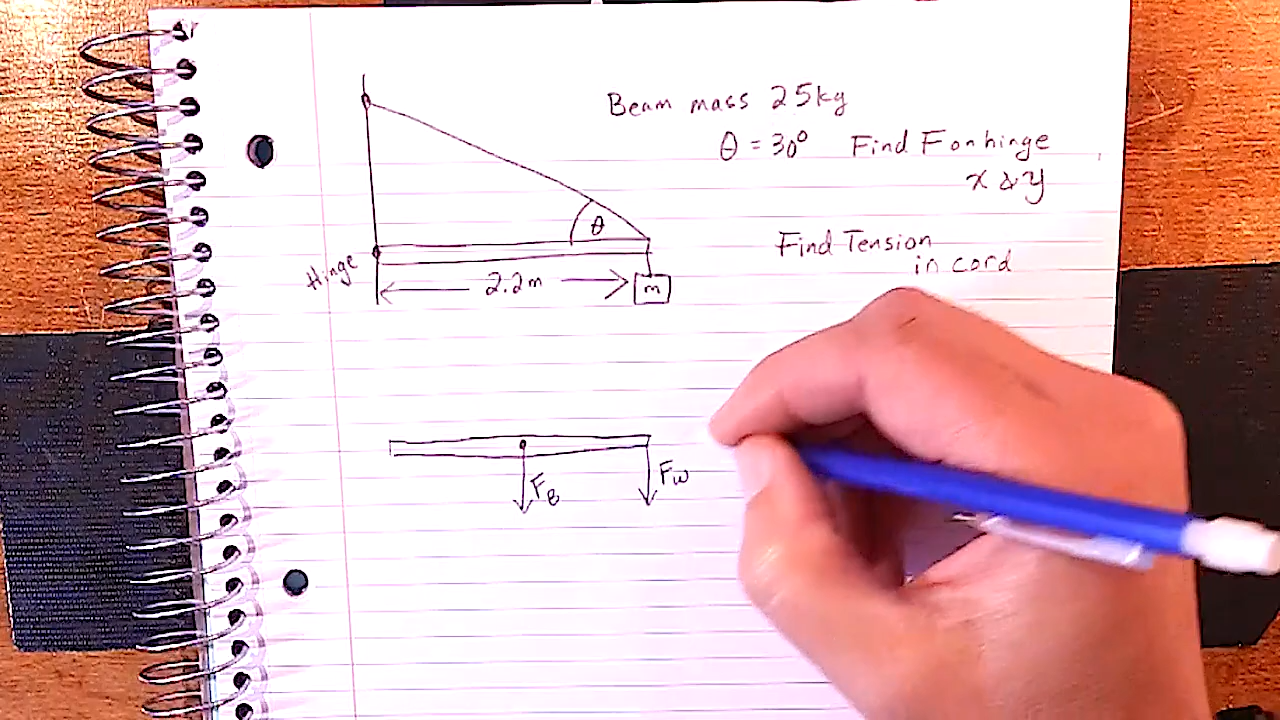 Beam mass 25kg
θ = 30° Find F on hinge
x & y
θ
Find Tension
in cord
Hinge
2.2m
m
F_B
F_W